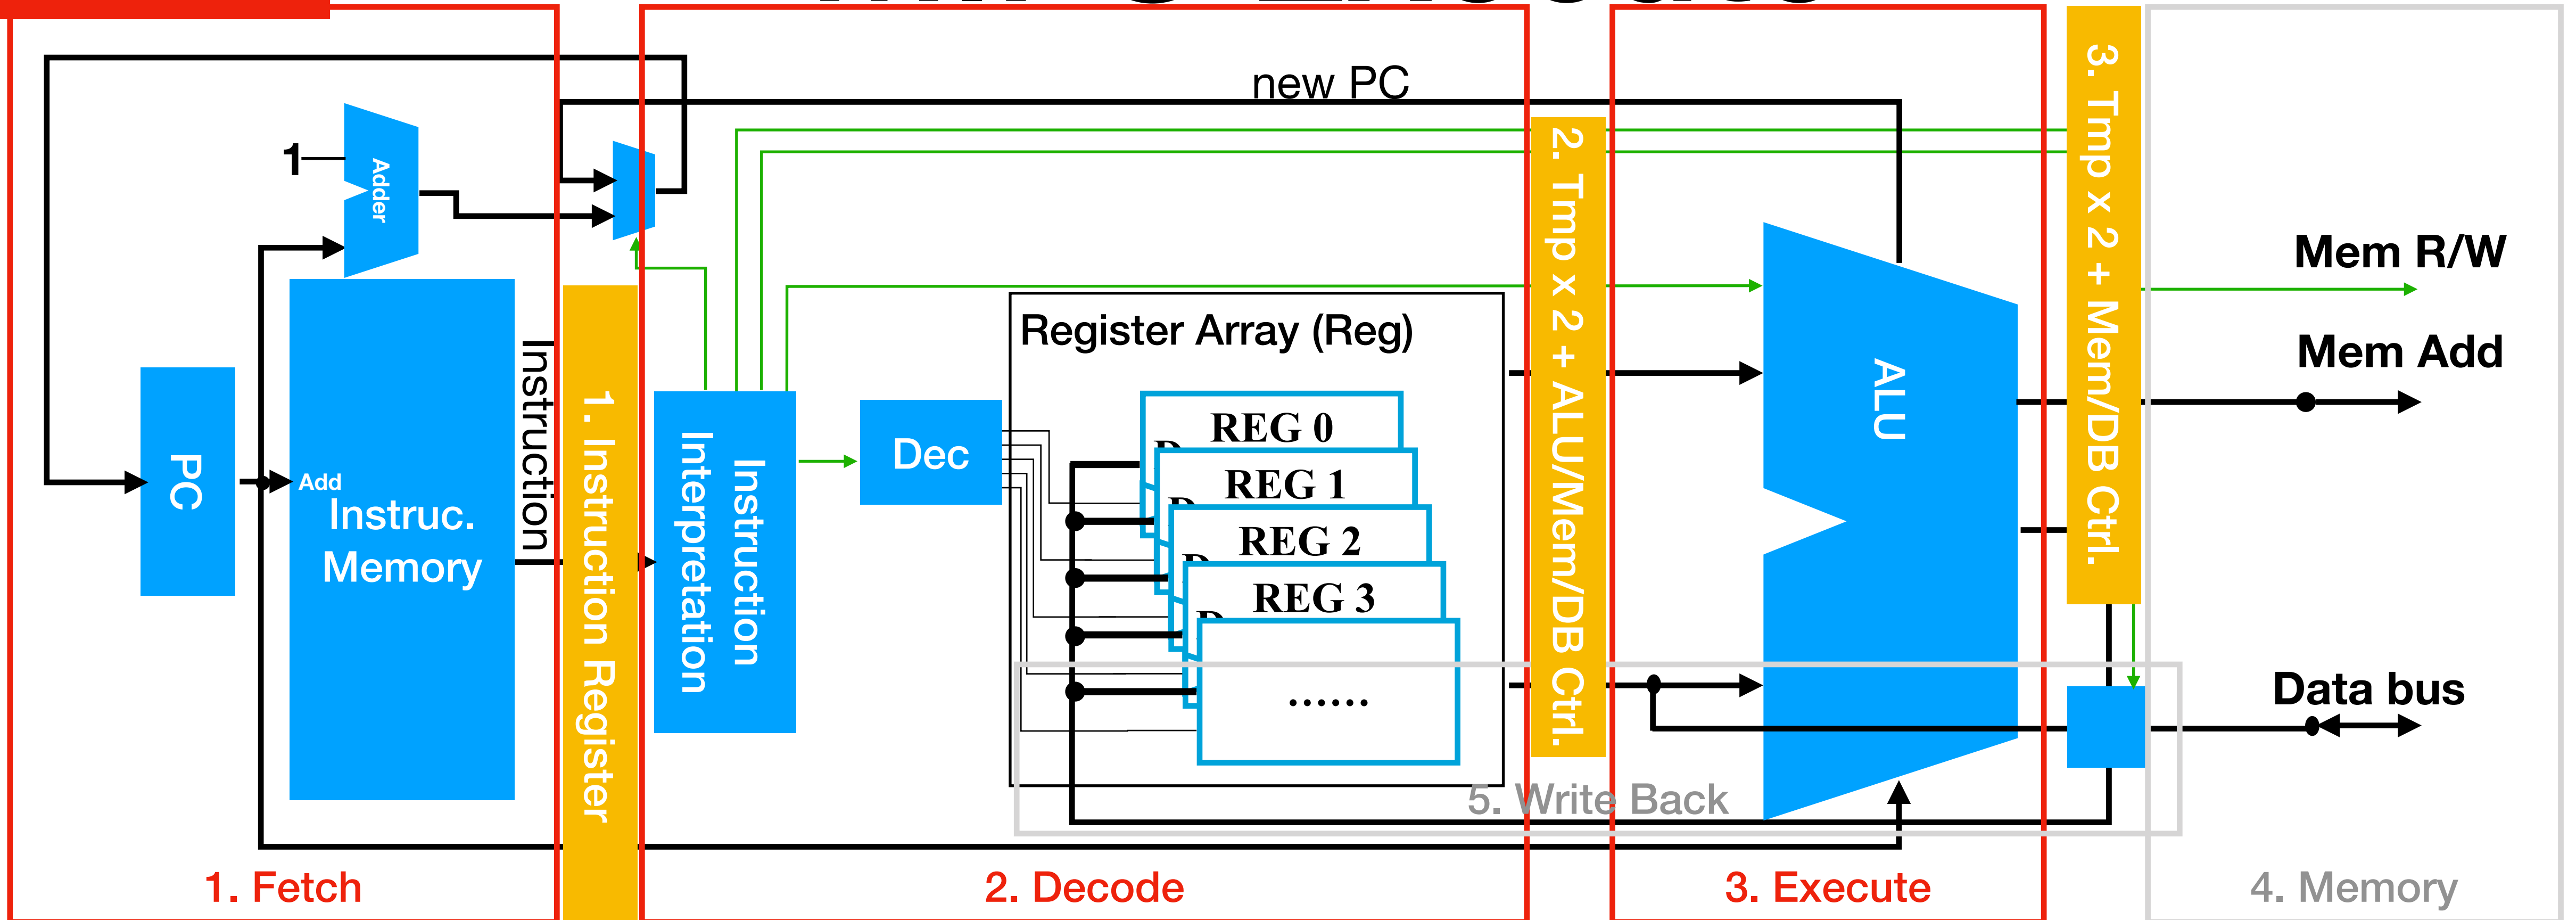 new PC
1
Adder
PC
Add
Instruc.
Memory
Instruction
1. Instruction Register
Instruction
Interpretation
Dec
Register Array (Reg)
REG 0
REG 1
REG 2
REG 3
......
2. Tmp x 2 + ALU/Mem/DB Ctrl.
ALU
3. Tmp x 2 + Mem/DB Ctrl.
Mem R/W
Mem Add
Data bus
5. Write Back
1. Fetch
2. Decode
3. Execute
4. Memory